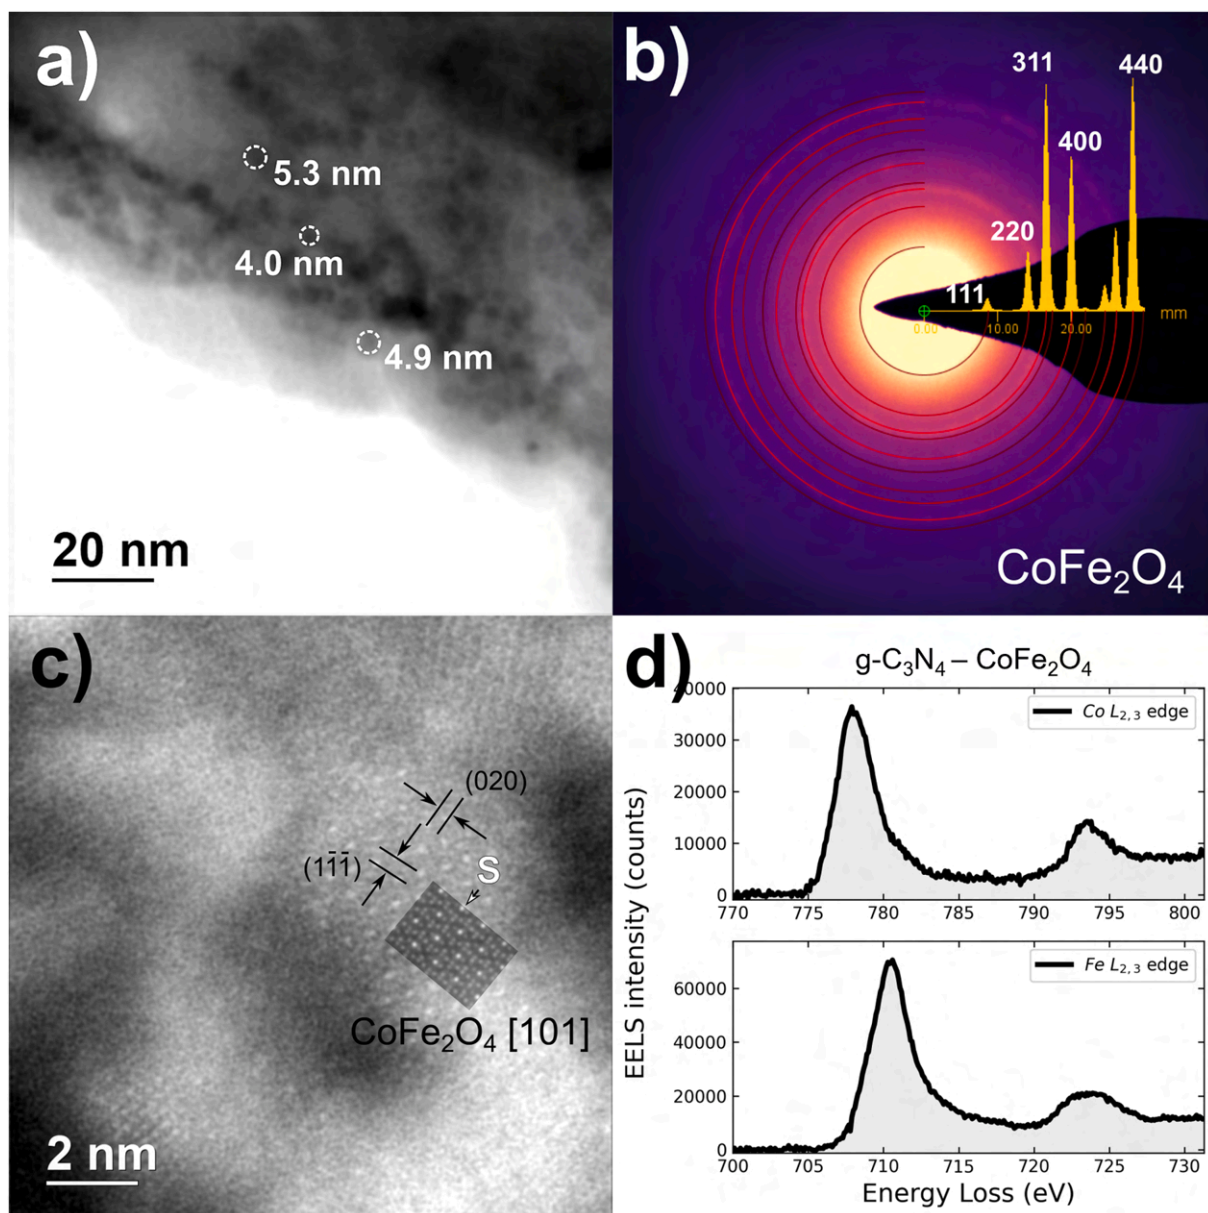 a)
5.3 nm
4.0 nm
4.9 nm
20 nm
b)
311
440
400
220
111
0.00 10.00 20.00 mm
CoFe₂O₄
c)
(020)
(11̄1̄)
S
CoFe₂O₄ [101]
2 nm
d)
g-C₃N₄ – CoFe₂O₄
40000
30000
20000
10000
0
Co L₂,₃ edge
770 775 780 785 790 795 800
EELS intensity (counts)
60000
40000
20000
0
Fe L₂,₃ edge
700 705 710 715 720 725 730
Energy Loss (eV)